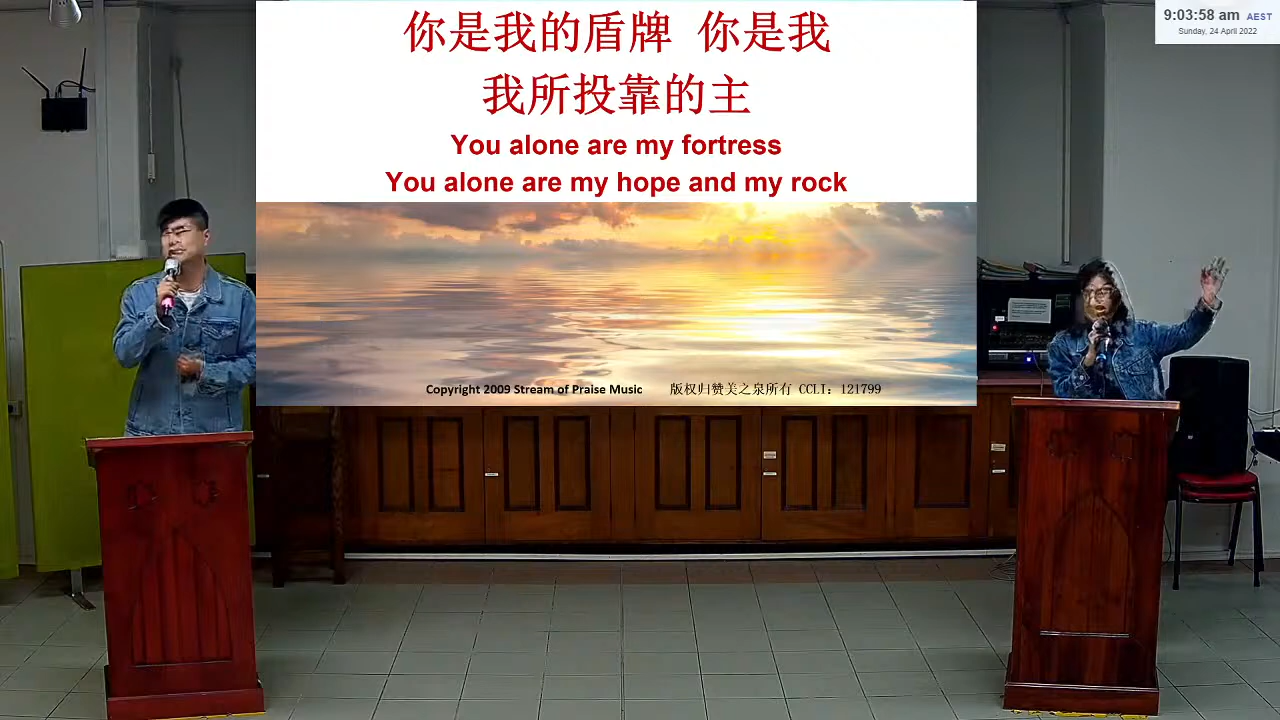 你是我的盾牌 你是我
我所投靠的主
You alone are my fortress
You alone are my hope and my rock
Copyright 2009 Stream of Praise Music 版权归赞美之泉所有 CCLI：121799
9:03:58 am AEST
Sunday, 24 April 2022